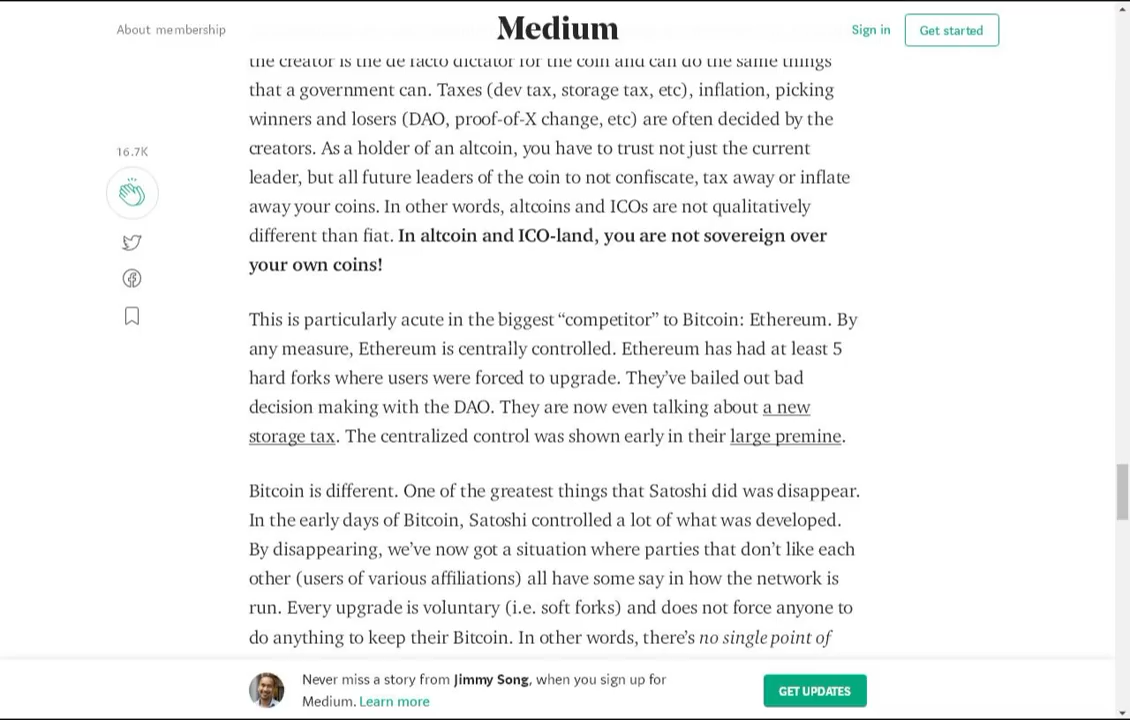 About membership
Medium
Sign in
Get started
the creator is the de facto dictator for the coin and can do the same things
that a government can. Taxes (dev tax, storage tax, etc), inflation, picking
winners and losers (DAO, proof-of-X change, etc) are often decided by the
creators. As a holder of an altcoin, you have to trust not just the current
leader, but all future leaders of the coin to not confiscate, tax away or inflate
away your coins. In other words, altcoins and ICOs are not qualitatively
different than fiat. In altcoin and ICO-land, you are not sovereign over
your own coins!
16.7K
This is particularly acute in the biggest “competitor” to Bitcoin: Ethereum. By
any measure, Ethereum is centrally controlled. Ethereum has had at least 5
hard forks where users were forced to upgrade. They’ve bailed out bad
decision making with the DAO. They are now even talking about a new
storage tax. The centralized control was shown early in their large premine.
Bitcoin is different. One of the greatest things that Satoshi did was disappear.
In the early days of Bitcoin, Satoshi controlled a lot of what was developed.
By disappearing, we’ve now got a situation where parties that don’t like each
other (users of various affiliations) all have some say in how the network is
run. Every upgrade is voluntary (i.e. soft forks) and does not force anyone to
do anything to keep their Bitcoin. In other words, there’s no single point of
Never miss a story from Jimmy Song, when you sign up for
Medium. Learn more
GET UPDATES